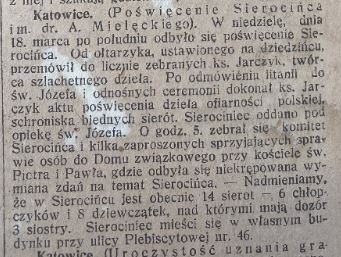 Katowice. (Poświęcenie Sierocińca
im. dr. A. Mieleckiego). W niedzielę, dnia
18. marca po południu odbyło się poświęcenie Sie-
rocińca. Od ołtarzyka, ustawionego na dziedzińcu,
przemówił do licznie zebranych ks. Jarczyk, twór-
ca szlachetnego dzieła. Po odmówieniu litanii do
św. Józefa i odnośnych ceremonii dokonał ks. Jar-
czyk aktu poświęcenia dzieła ofiarności polskiej,
schroniska biednych sierót. Sierociniec oddano pod
opiekę św. Józefa. O godz. 5. zebrał się komitet
Sierocińca i kilka zaproszonych sprzyjających spra-
wie osób do Domu związkowego przy kościele św.
Piotra i Pawła, gdzie odbyła się niekrępowana wy-
miana zdań na temat Sierocińca. — Nadmieniamy,
że w Sierocińcu jest obecnie 14 sierot — 6 chłop-
czyków i 8 dziewczątek, nad którymi mają dozór
3 siostry. Sierociniec mieści się w własnym bu-
dynku przy ulicy Plebiscytowej nr. 46.
Katowice. (Uroczystość uznania gra-